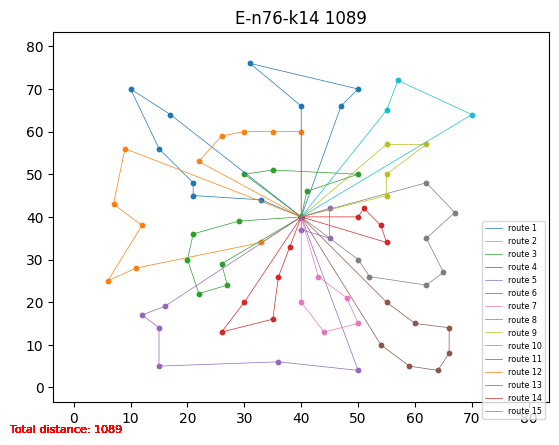 E-n76-k14 1089
80
70
60
50
40
30
20
10
0
0 10 20 30 40 50 60 70 80
route 1
route 2
route 3
route 4
route 5
route 6
route 7
route 8
route 9
route 10
route 11
route 12
route 13
route 14
route 15
Total distance: 1089